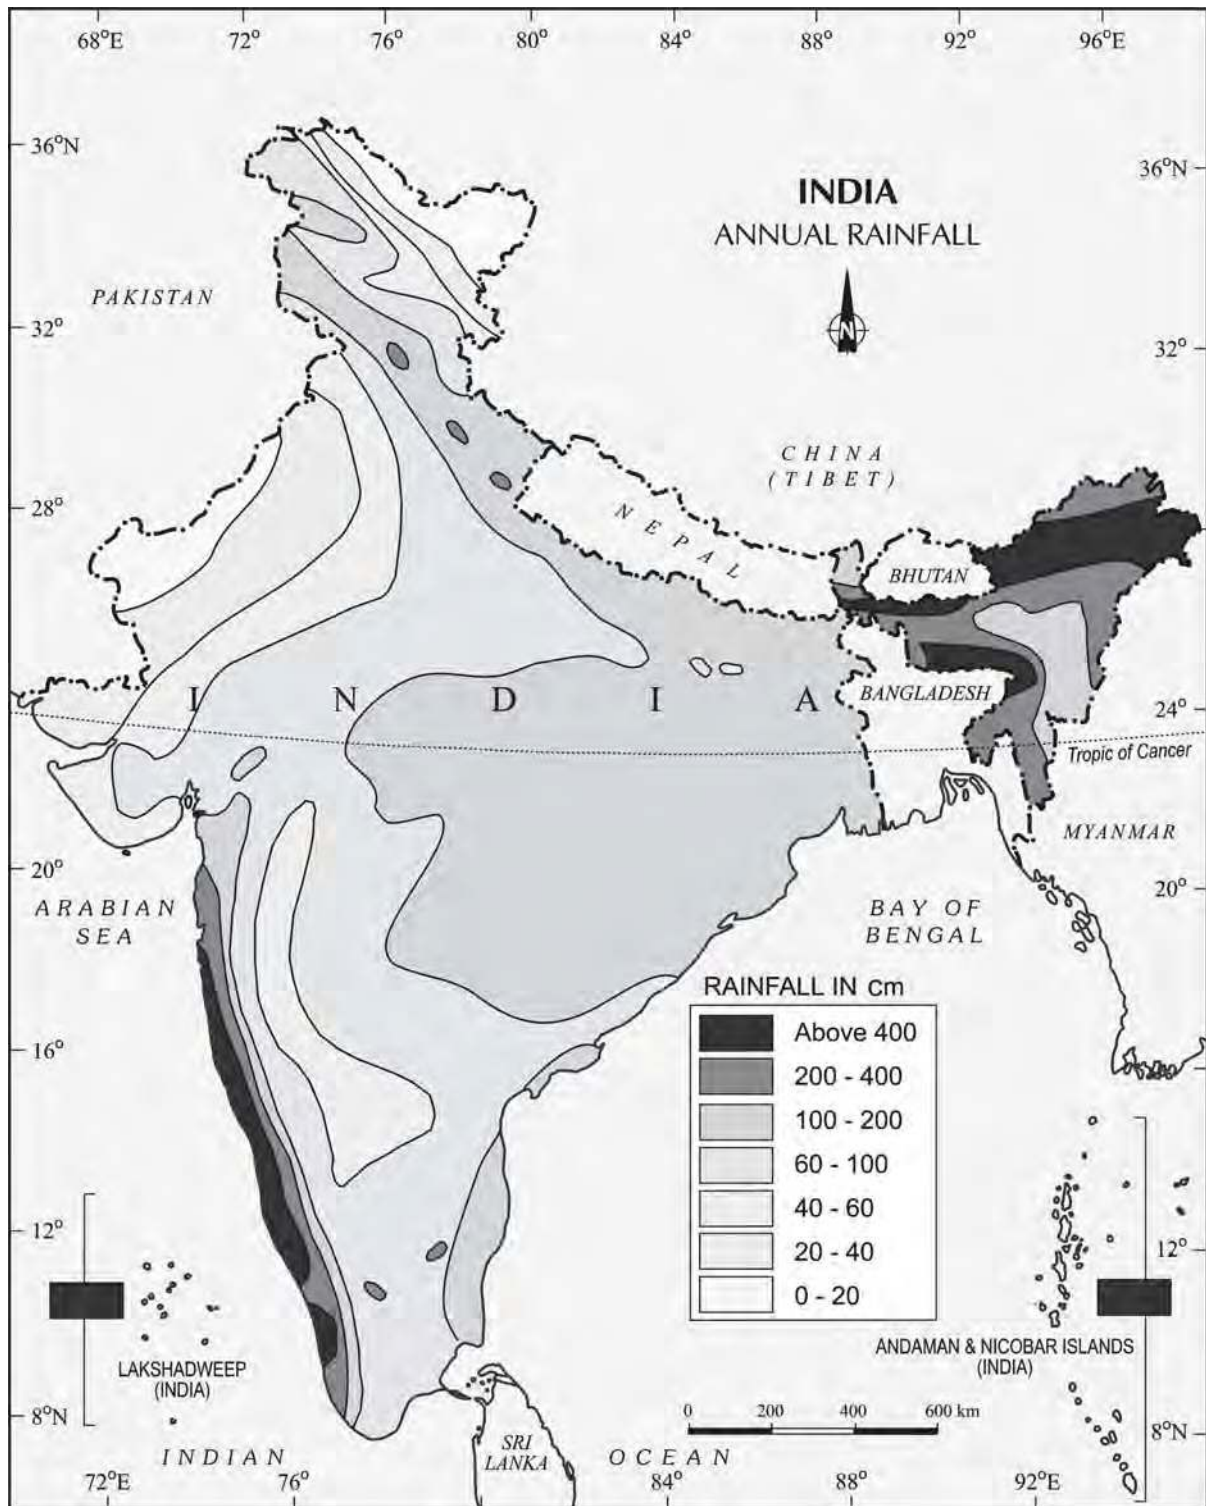 68°E 72° 76° 80° 84° 88° 92° 96°E
36°N
36°N
INDIA
ANNUAL RAINFALL
N
PAKISTAN
32°
32°
CHINA
(TIBET)
28°
28°
NEPAL
BHUTAN
I N D I A
BANGLADESH
24°
Tropic of Cancer
MYANMAR
20°
20°
ARABIAN
SEA
BAY OF
BENGAL
RAINFALL IN cm
Above 400
200 - 400
100 - 200
60 - 100
40 - 60
20 - 40
0 - 20
16°
12°
12°
LAKSHADWEEP
(INDIA)
ANDAMAN & NICOBAR ISLANDS
(INDIA)
0 200 400 600 km
8°N
8°N
INDIAN OCEAN
SRI
LANKA
72°E 76° 84° 88° 92°E